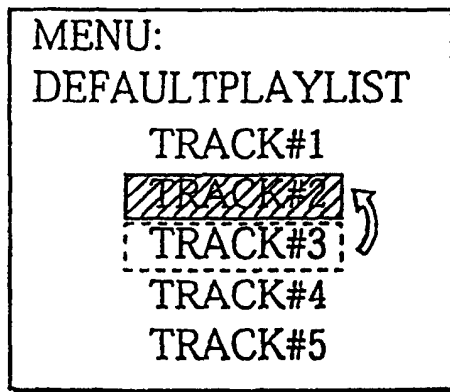 MENU:
DEFAULTPLAYLIST
TRACK#1
TRACK#2
TRACK#3
TRACK#4
TRACK#5